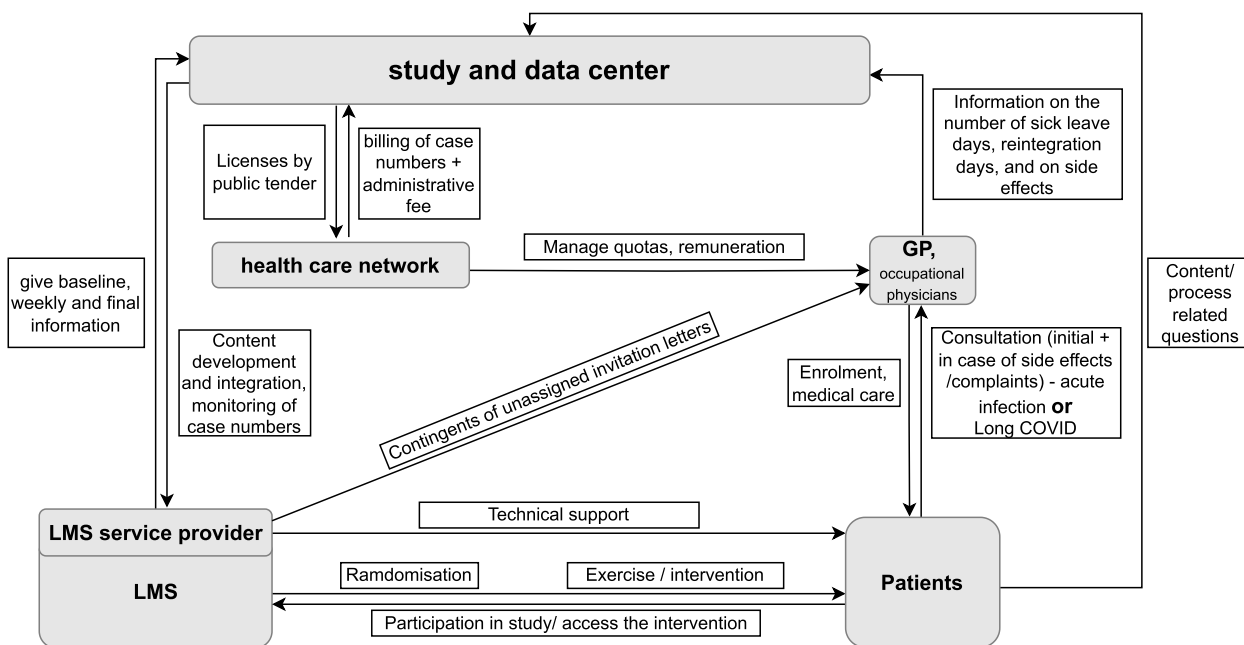 study and data center
Licenses by
public tender
billing of case
numbers +
administrative
fee
Information on the
number of sick leave
days, reintegration
days, and on side
effects
health care network
Manage quotas, remuneration
GP,
occupational
physicians
give baseline,
weekly and final
information
Content/
process
related
questions
Content
development
and integration,
monitoring of
case numbers
Contingents of unassigned invitation letters
Enrolment,
medical care
Consultation (initial +
in case of side effects
/complaints) - acute
infection or
Long COVID
LMS service provider
Technical support
LMS
Ramdomisation
Exercise / intervention
Patients
Participation in study/ access the intervention